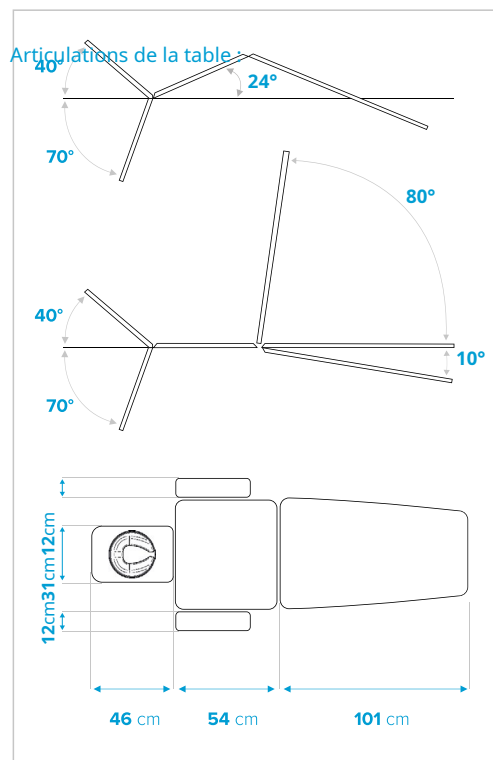 Articulations de la table :
40°
24°
70°
80°
40°
10°
70°
12cm
31cm
12cm
46 cm
54 cm
101 cm